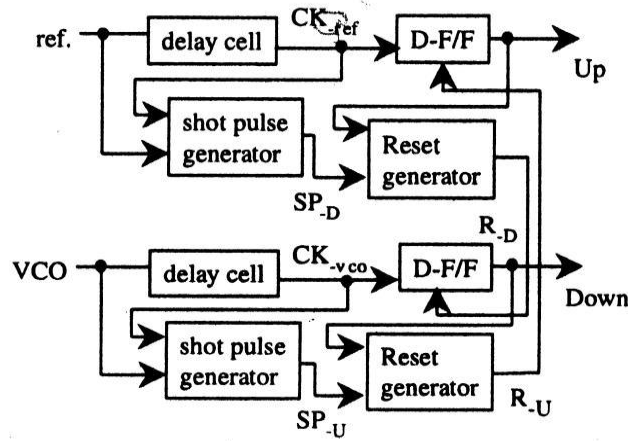 ref.
delay cell
CK-ref
D-F/F
Up
shot pulse
generator
SP-D
Reset
generator
R-D
VCO
delay cell
CK-vco
D-F/F
Down
shot pulse
generator
SP-U
Reset
generator
R-U